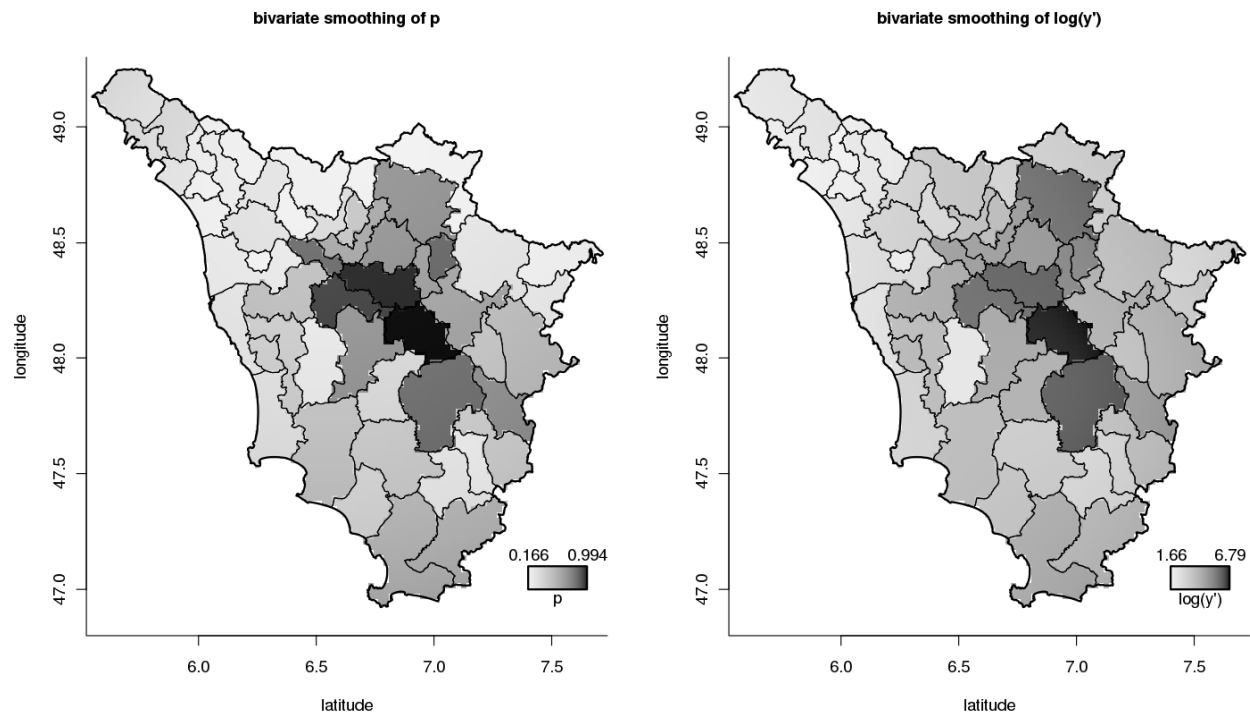 bivariate smoothing of p
longitude
49.0
48.5
48.0
47.5
47.0
0.166 0.994
p
6.0 6.5 7.0 7.5
latitude
bivariate smoothing of log(y')
longitude
49.0
48.5
48.0
47.5
47.0
1.66 6.79
log(y')
6.0 6.5 7.0 7.5
latitude